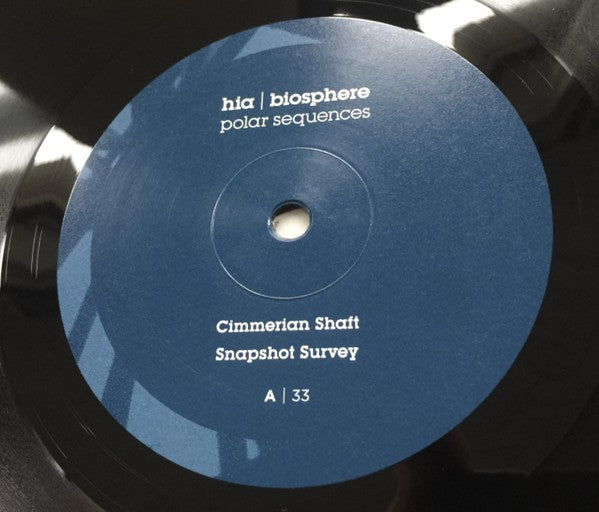 hia | biosphere
polar sequences
Cimmerian Shaft
Snapshot Survey
A | 33